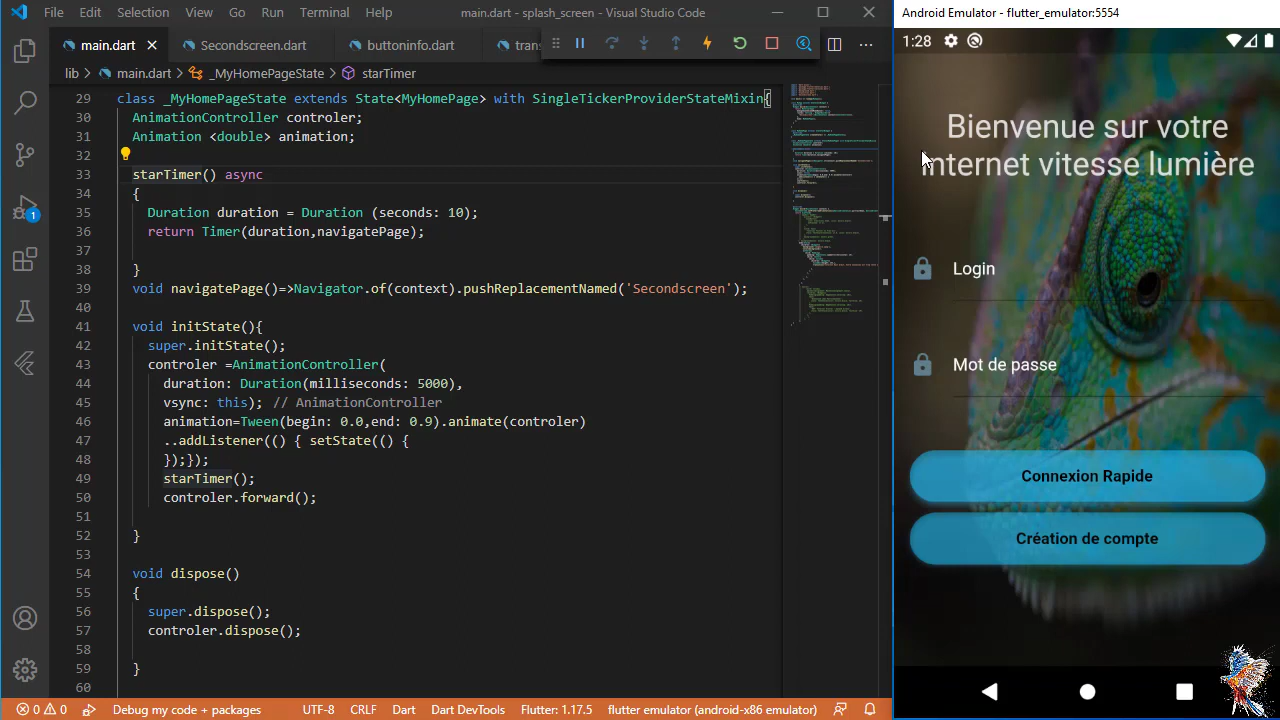 File Edit Selection View Go Run Terminal Help main.dart - splash_screen - Visual Studio Code
main.dart Secondscreen.dart buttoninfo.dart trans
lib main.dart _MyHomePageState starTimer
29 class _MyHomePageState extends State<MyHomePage> with SingleTickerProviderStateMixin{
30 AnimationController controler;
31 Animation <double> animation;
32
33 starTimer() async
34 {
35 Duration duration = Duration (seconds: 10);
36 return Timer(duration,navigatePage);
37
38 }
39 void navigatePage()=>Navigator.of(context).pushReplacementNamed('Secondscreen');
40
41 void initState(){
42 super.initState();
43 controler =AnimationController(
44 duration: Duration(milliseconds: 5000),
45 vsync: this); // AnimationController
46 animation=Tween(begin: 0.0,end: 0.9).animate(controler)
47 ..addListener(() { setState(() {
48 });});
49 starTimer();
50 controler.forward();
51
52 }
53
54 void dispose()
55 {
56 super.dispose();
57 controler.dispose();
58
59 }
60
1
0 0 Debug my code + packages UTF-8 CRLF Dart Dart DevTools Flutter: 1.17.5 flutter emulator (android-x86 emulator)
Android Emulator - flutter_emulator:5554
1:28
Bienvenue sur votre
internet vitesse lumière
Login
Mot de passe
Connexion Rapide
Création de compte